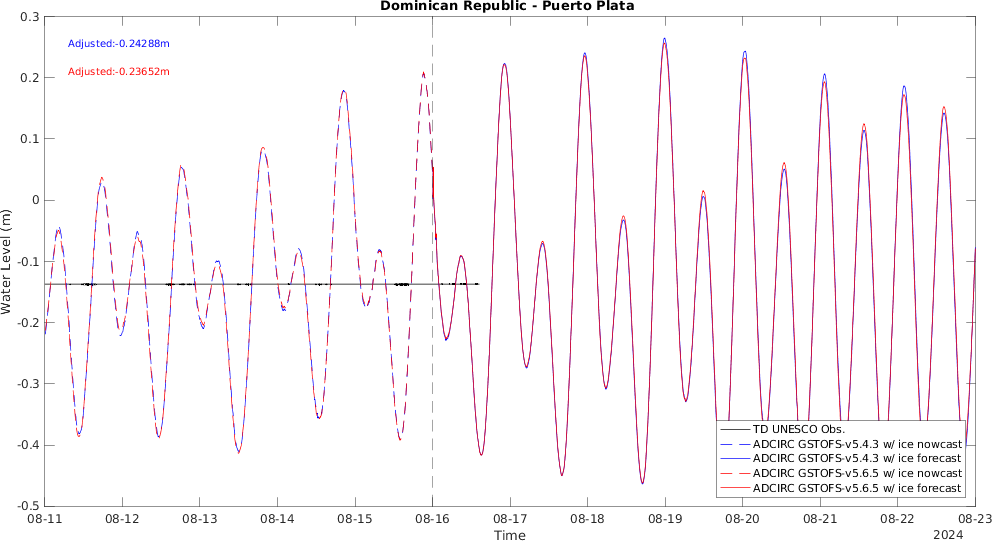 Dominican Republic - Puerto Plata
0.3
0.2
0.1
0
-0.1
-0.2
-0.3
-0.4
-0.5
Water Level (m)
Adjusted:-0.24288m
Adjusted:-0.23652m
TD UNESCO Obs.
ADCIRC GSTOFS-v5.4.3 w/ ice nowcast
ADCIRC GSTOFS-v5.4.3 w/ ice forecast
ADCIRC GSTOFS-v5.6.5 w/ ice nowcast
ADCIRC GSTOFS-v5.6.5 w/ ice forecast
08-11 08-12 08-13 08-14 08-15 08-16 08-17 08-18 08-19 08-20 08-21 08-22 08-23
Time
2024